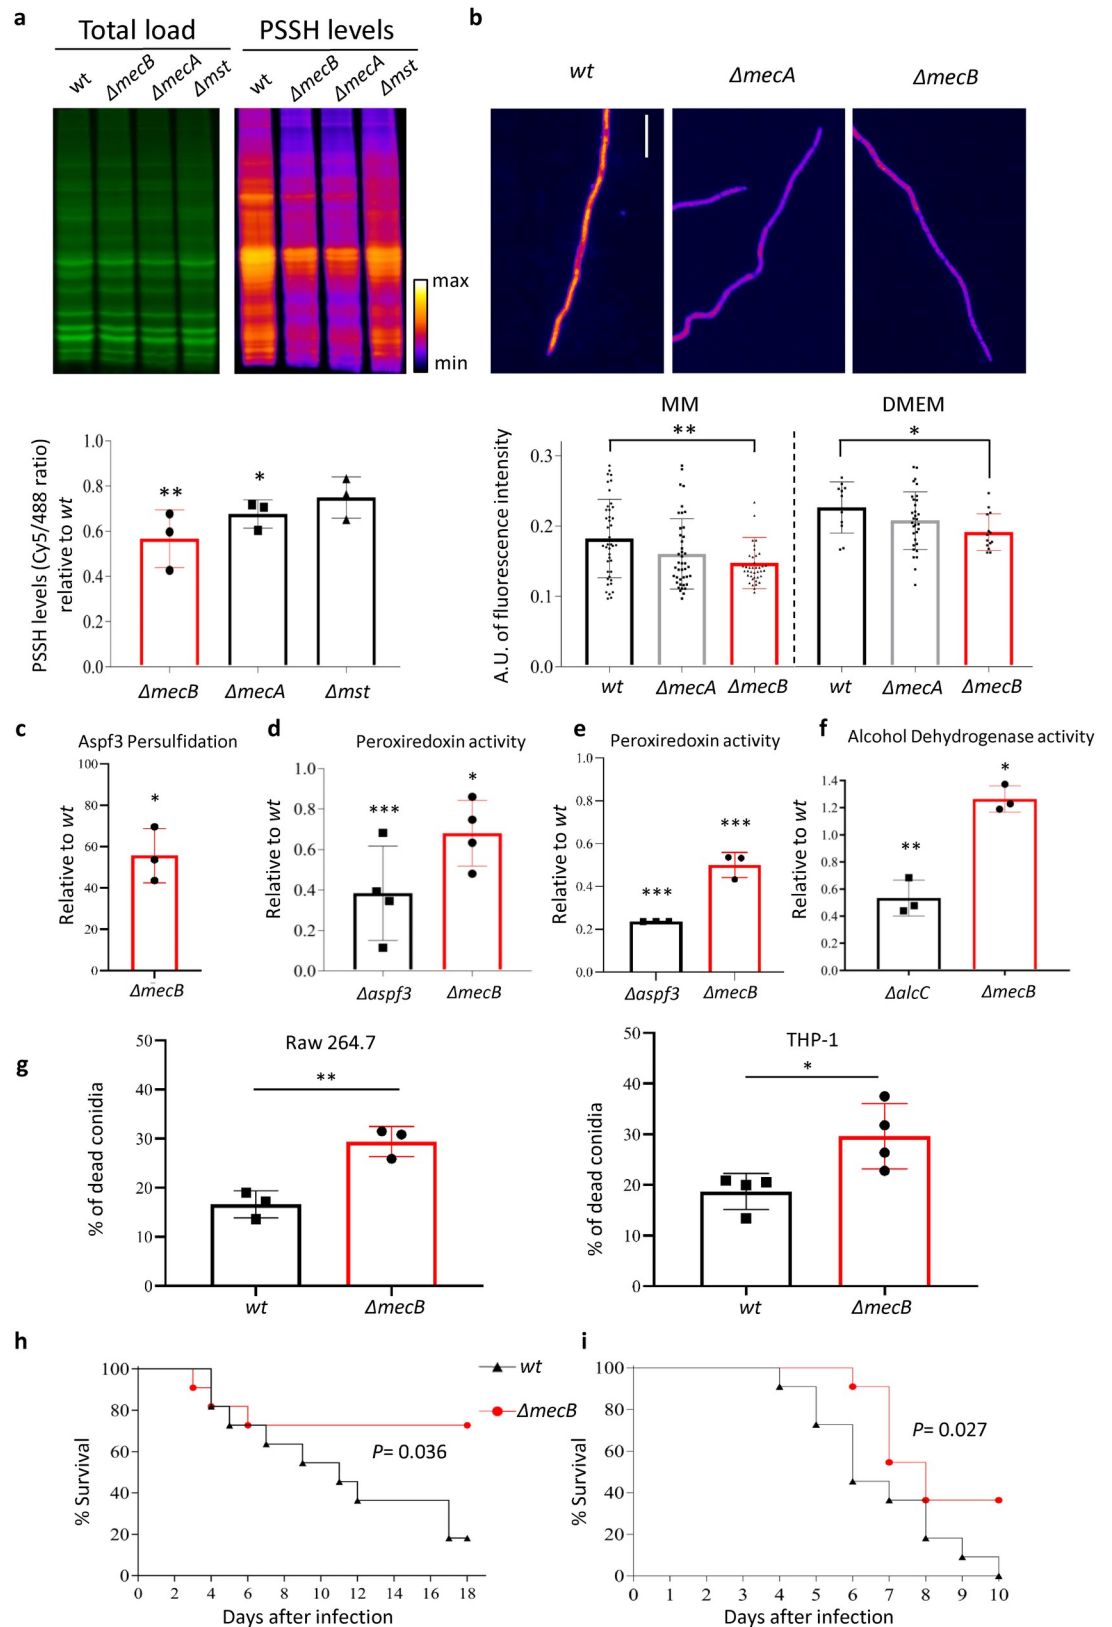 a
Total load PSSH levels
wt ΔmecB ΔmecA Δmst wt ΔmecB ΔmecA Δmst
max
min
PSSH levels (Cy5/488 ratio)
relative to wt
1.0
0.8
0.6
0.4
0.2
0.0
** * 
ΔmecB ΔmecA Δmst
b
wt ΔmecA ΔmecB
MM DMEM
** *
A.U. of fluorescence intensity
0.3
0.2
0.1
0.0
wt ΔmecA ΔmecB wt ΔmecA ΔmecB
c
Aspf3 Persulfidation
Relative to wt
100
80
60
40
20
0
*
ΔmecB
d
Peroxiredoxin activity
Relative to wt
1.0
0.8
0.6
0.4
0.2
0.0
*** *
Δaspf3 ΔmecB
e
Peroxiredoxin activity
Relative to wt
1.0
0.8
0.6
0.4
0.2
0.0
*** ***
Δaspf3 ΔmecB
f
Alcohol Dehydrogenase activity
Relative to wt
1.4
1.2
1.0
0.8
0.6
0.4
0.2
0.0
** *
ΔalcC ΔmecB
g
Raw 264.7
**
% of dead conidia
50
40
30
20
10
0
wt ΔmecB
THP-1
*
% of dead conidia
50
40
30
20
10
0
wt ΔmecB
h
wt
ΔmecB
% Survival
100
80
60
40
20
0
P= 0.036
0 2 4 6 8 10 12 14 16 18
Days after infection
i
% Survival
100
80
60
40
20
0
P= 0.027
0 1 2 3 4 5 6 7 8 9 10
Days after infection